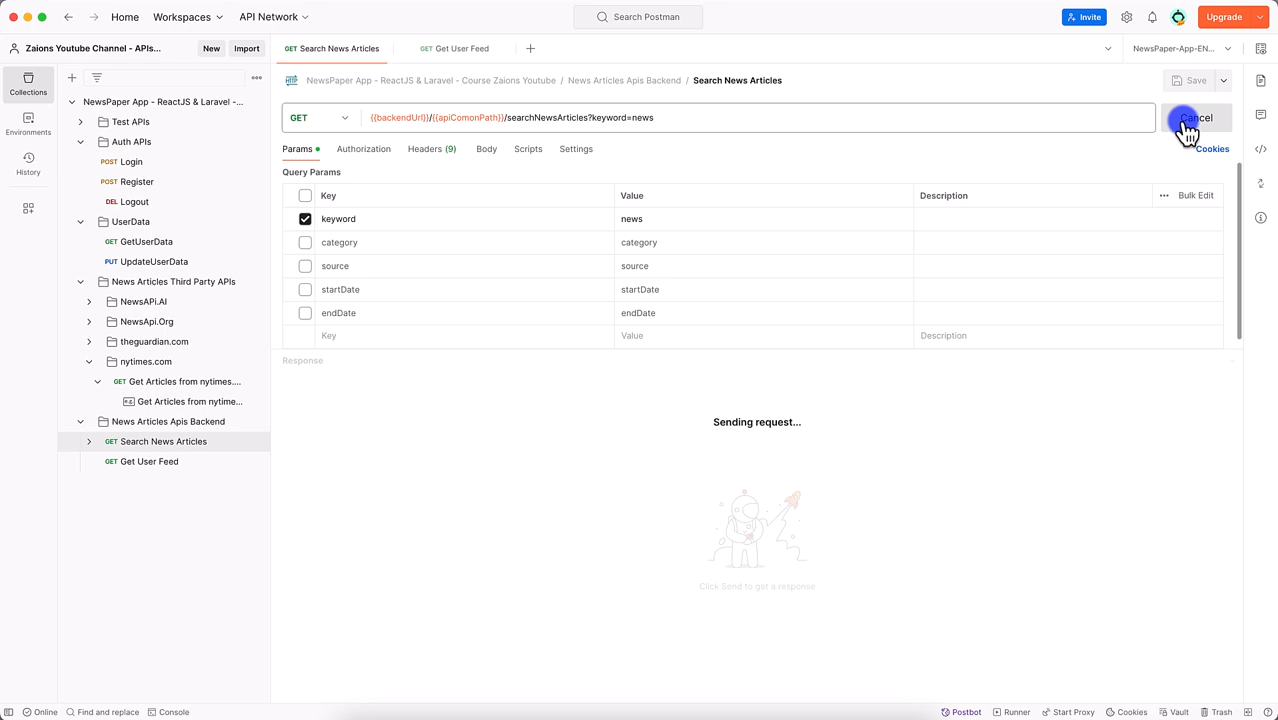 Home
Workspaces
API Network
Search Postman
Invite
Upgrade
Zaions Youtube Channel - APIs...
New
Import
GET Search News Articles
GET Get User Feed
NewsPaper-App-EN...
Collections
Environments
History
NewsPaper App - ReactJS & Laravel -...
Test APIs
Auth APIs
POST Login
POST Register
DEL Logout
UserData
GET GetUserData
PUT UpdateUserData
News Articles Third Party APIs
NewsAPi.AI
NewsApi.Org
theguardian.com
nytimes.com
GET Get Articles from nytimes....
Get Articles from nytime...
News Articles Apis Backend
GET Search News Articles
GET Get User Feed
HTTP NewsPaper App - ReactJS & Laravel - Course Zaions Youtube / News Articles Apis Backend / Search News Articles
Save
GET {{backendUrl}}/{{apiComonPath}}/searchNewsArticles?keyword=news
Cancel
Params Authorization Headers (9) Body Scripts Settings
Cookies
Query Params
Key Value Description Bulk Edit
keyword news
category category
source source
startDate startDate
endDate endDate
Key Value Description
Response
Sending request...
Click Send to get a response
Online
Find and replace
Console
Postbot
Runner
Start Proxy
Cookies
Vault
Trash